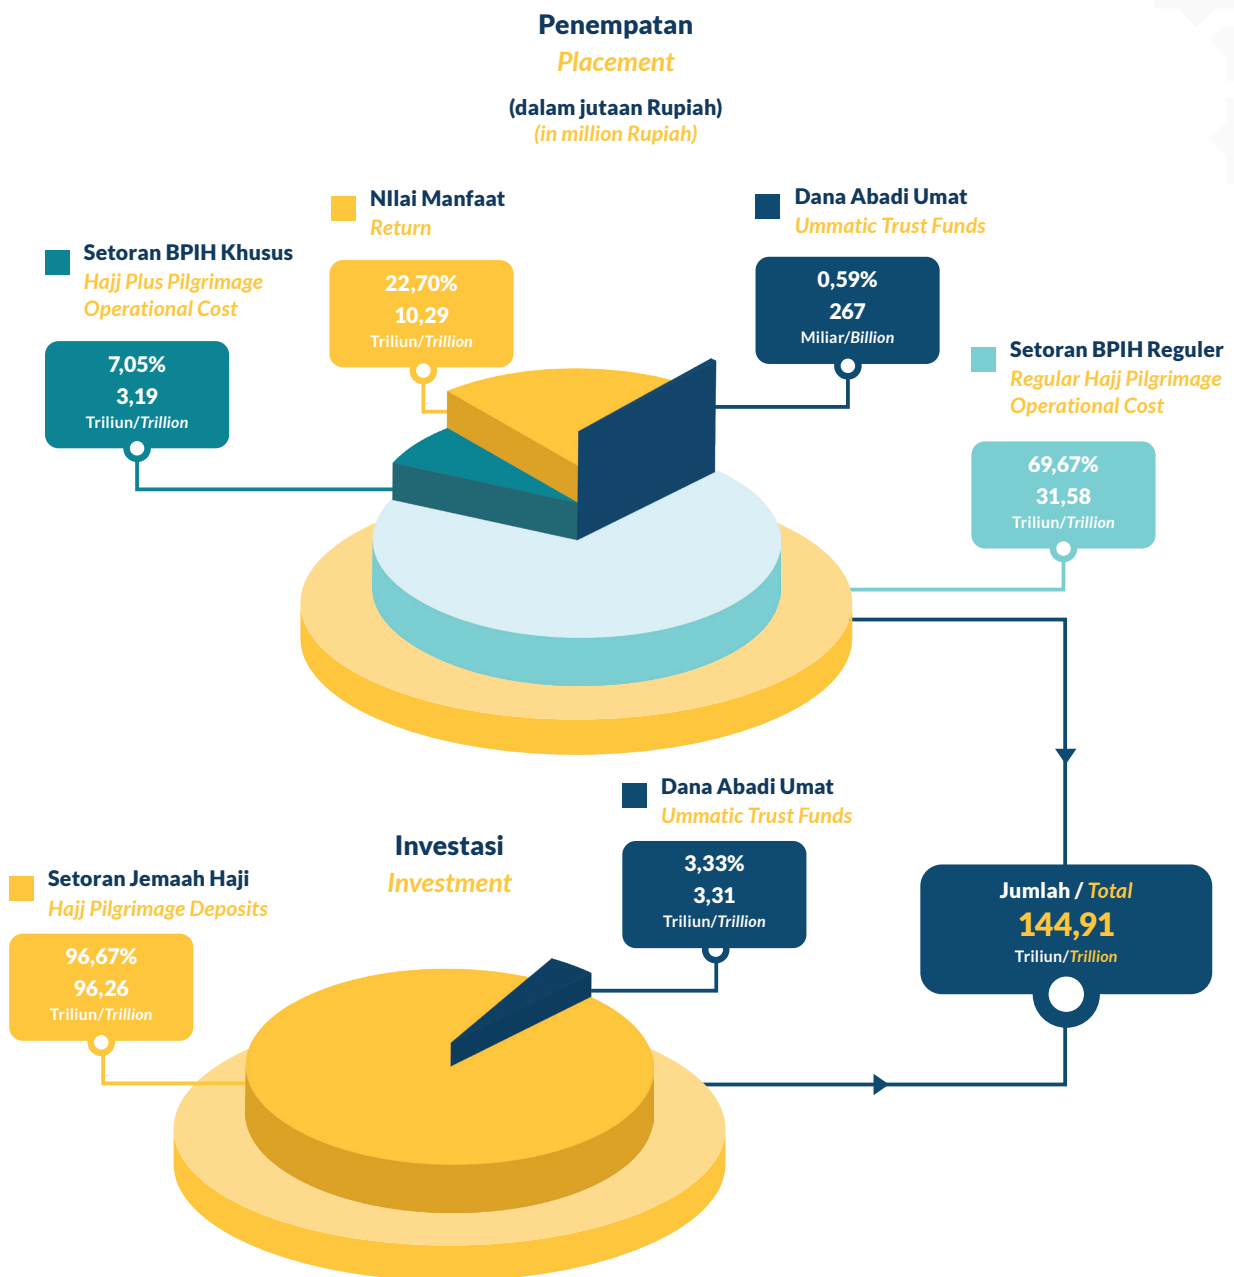 Penempatan
Placement
(dalam jutaan Rupiah)
(in million Rupiah)
NIlai Manfaat
Return
22,70%
10,29
Triliun/Trillion
Dana Abadi Umat
Ummatic Trust Funds
0,59%
267
Miliar/Billion
Setoran BPIH Khusus
Hajj Plus Pilgrimage
Operational Cost
7,05%
3,19
Triliun/Trillion
Setoran BPIH Reguler
Regular Hajj Pilgrimage
Operational Cost
69,67%
31,58
Triliun/Trillion
Dana Abadi Umat
Ummatic Trust Funds
3,33%
3,31
Triliun/Trillion
Investasi
Investment
Setoran Jemaah Haji
Hajj Pilgrimage Deposits
96,67%
96,26
Triliun/Trillion
Jumlah / Total
144,91
Triliun/Trillion